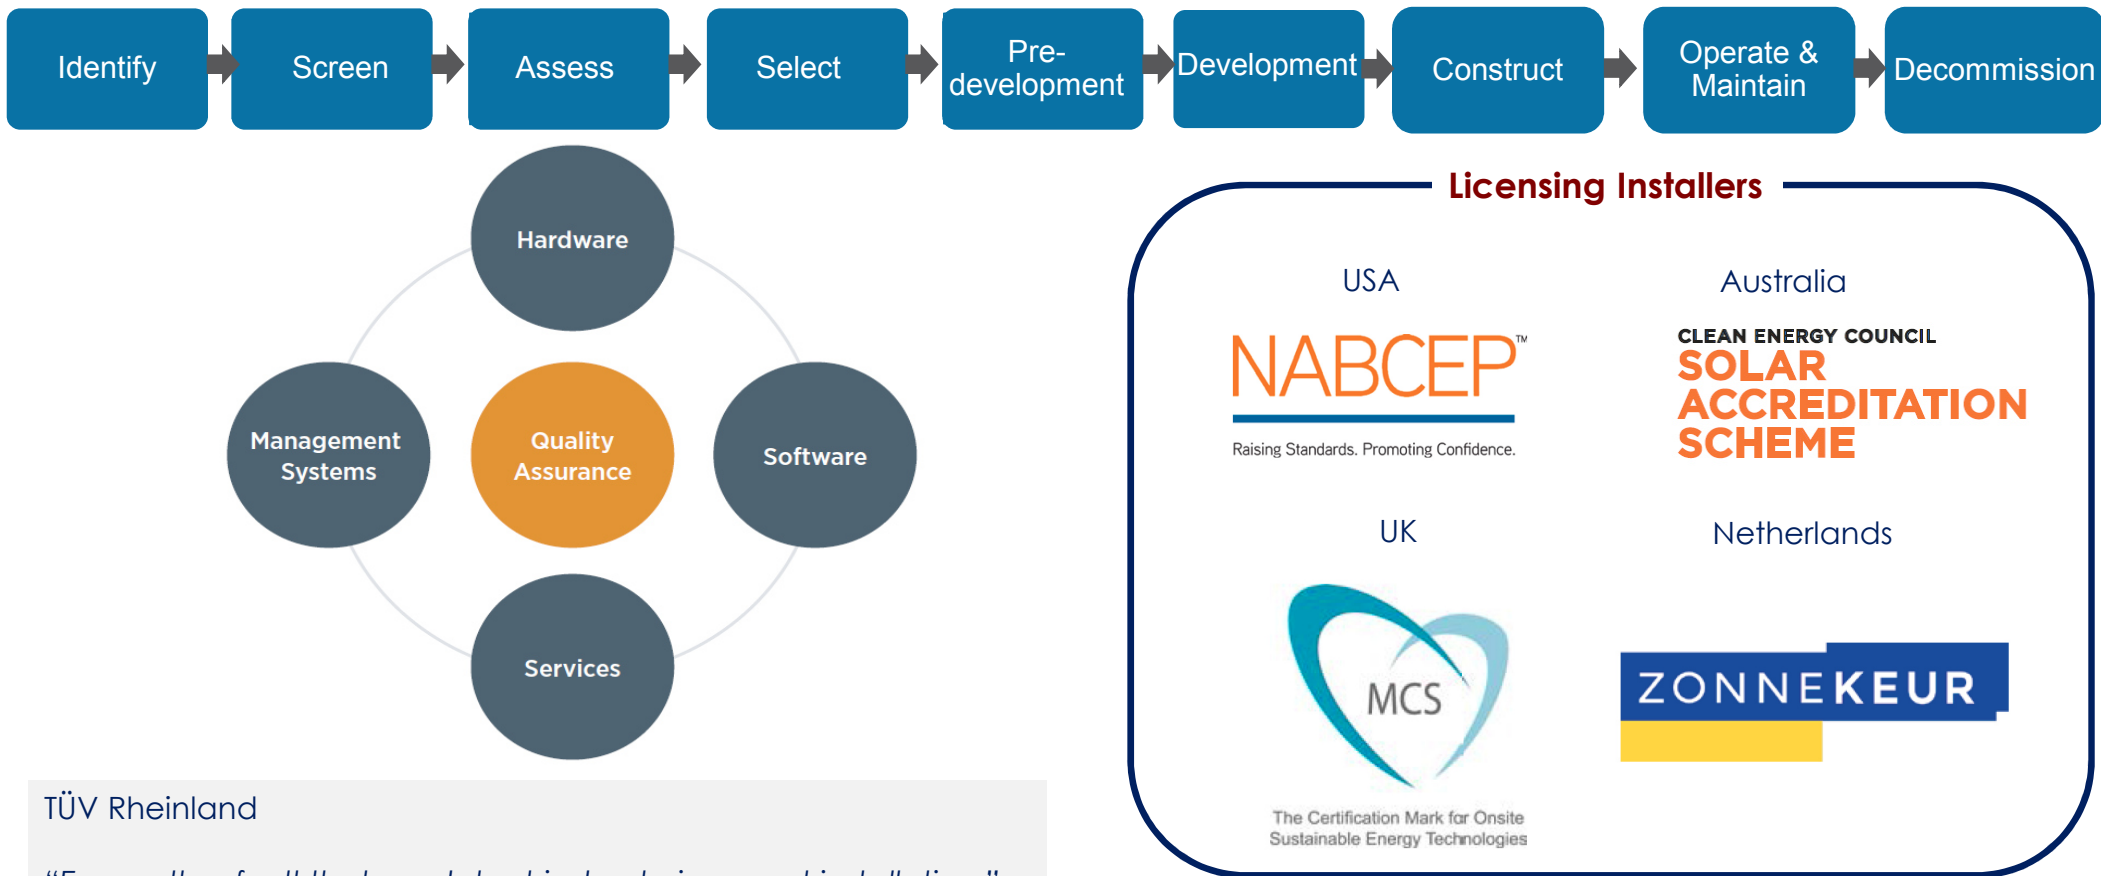 Identify
Screen
Assess
Select
Pre-
development
Development
Construct
Operate &
Maintain
Decommission
Hardware
Management
Systems
Quality
Assurance
Software
Services
TÜV Rheinland
Licensing Installers
USA
NABCEP™
Raising Standards. Promoting Confidence.
Australia
CLEAN ENERGY COUNCIL
SOLAR
ACCREDITATION
SCHEME
UK
MCS
The Certification Mark for Onsite
Sustainable Energy Technologies
Netherlands
ZONNEKEUR